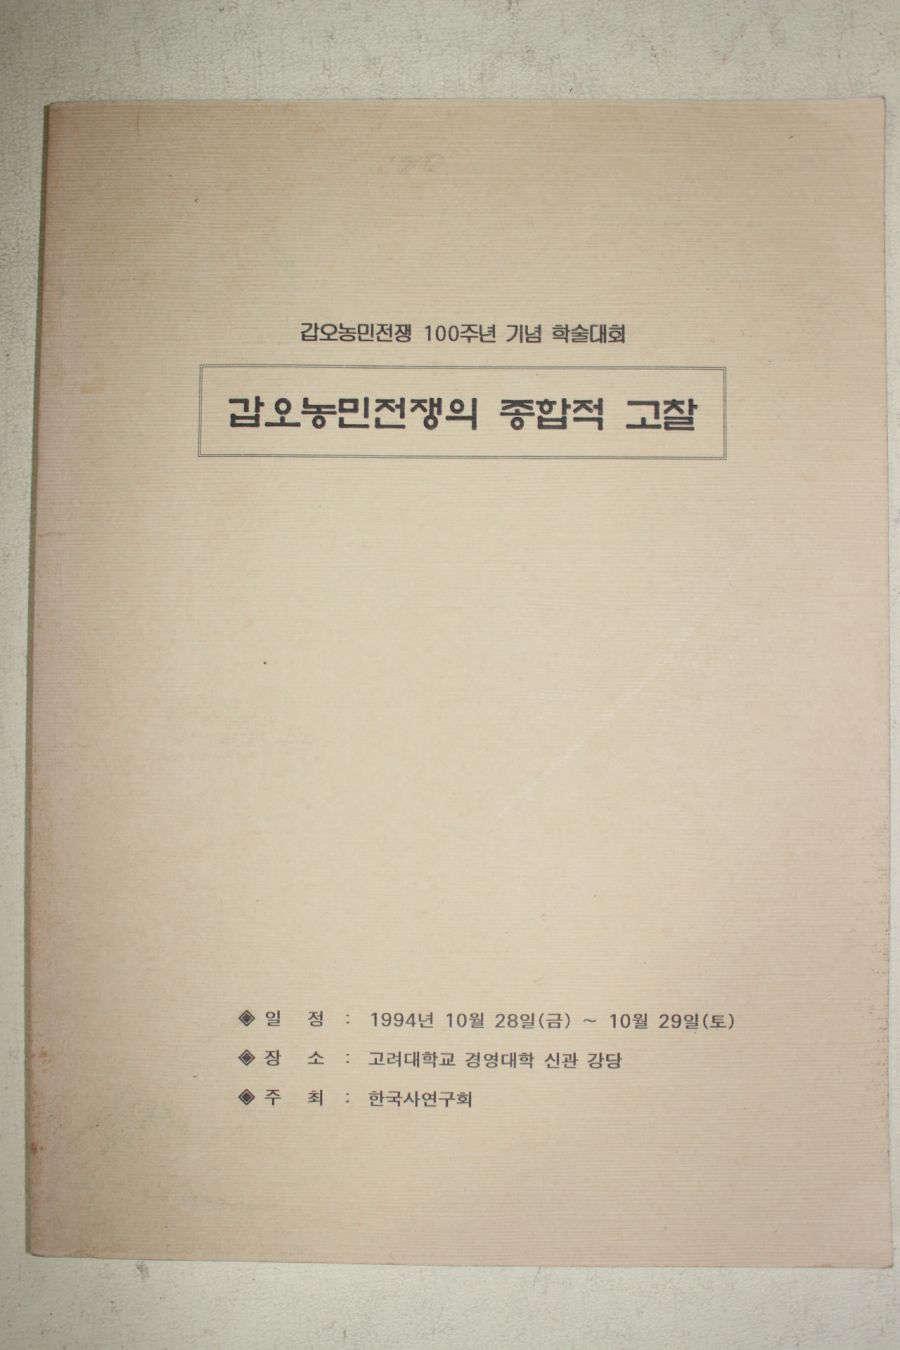 갑오농민전쟁 100주년 기념 학술대회
갑오농민전쟁의 종합적 고찰
◈ 일 정 : 1994년 10월 28일(금) ~ 10월 29일(토)
◈ 장 소 : 고려대학교 경영대학 신관 강당
◈ 주 최 : 한국사연구회